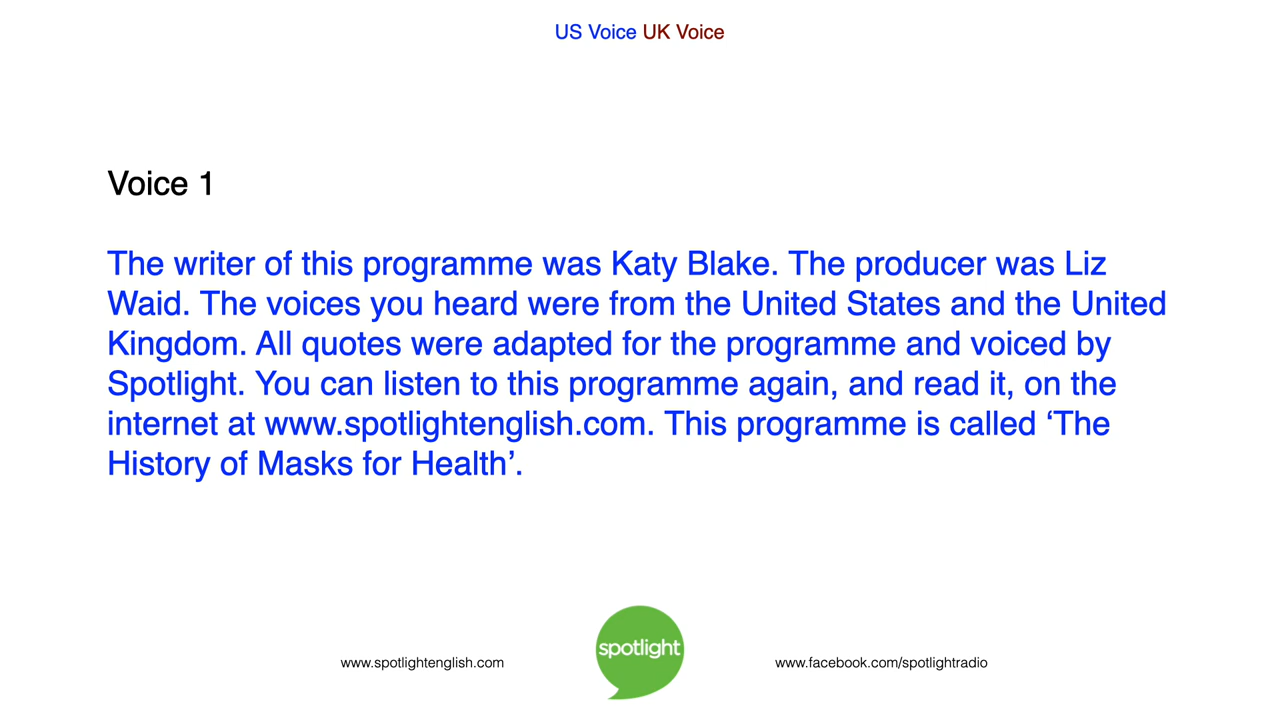 US Voice UK Voice
Voice 1
The writer of this programme was Katy Blake. The producer was Liz
Waid. The voices you heard were from the United States and the United
Kingdom. All quotes were adapted for the programme and voiced by
Spotlight. You can listen to this programme again, and read it, on the
internet at www.spotlightenglish.com. This programme is called ‘The
History of Masks for Health’.
www.spotlightenglish.com
spotlight
www.facebook.com/spotlightradio